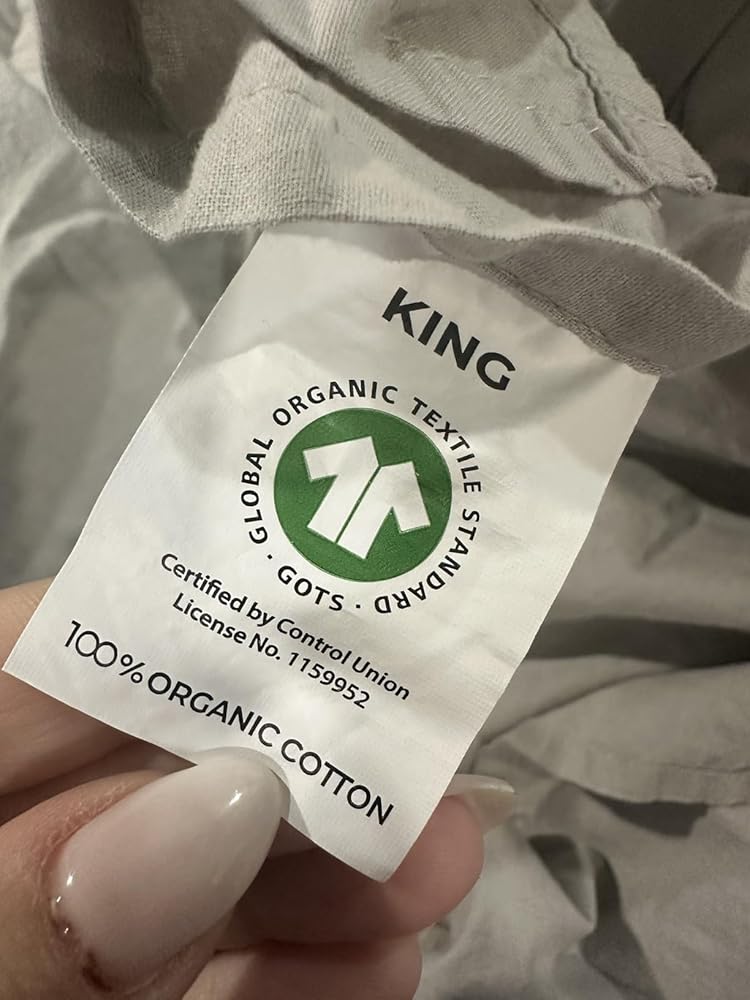 KING
GLOBAL ORGANIC TEXTILE STANDARD · GOTS ·
Certified by Control Union
License No. 1159952
100% ORGANIC COTTON